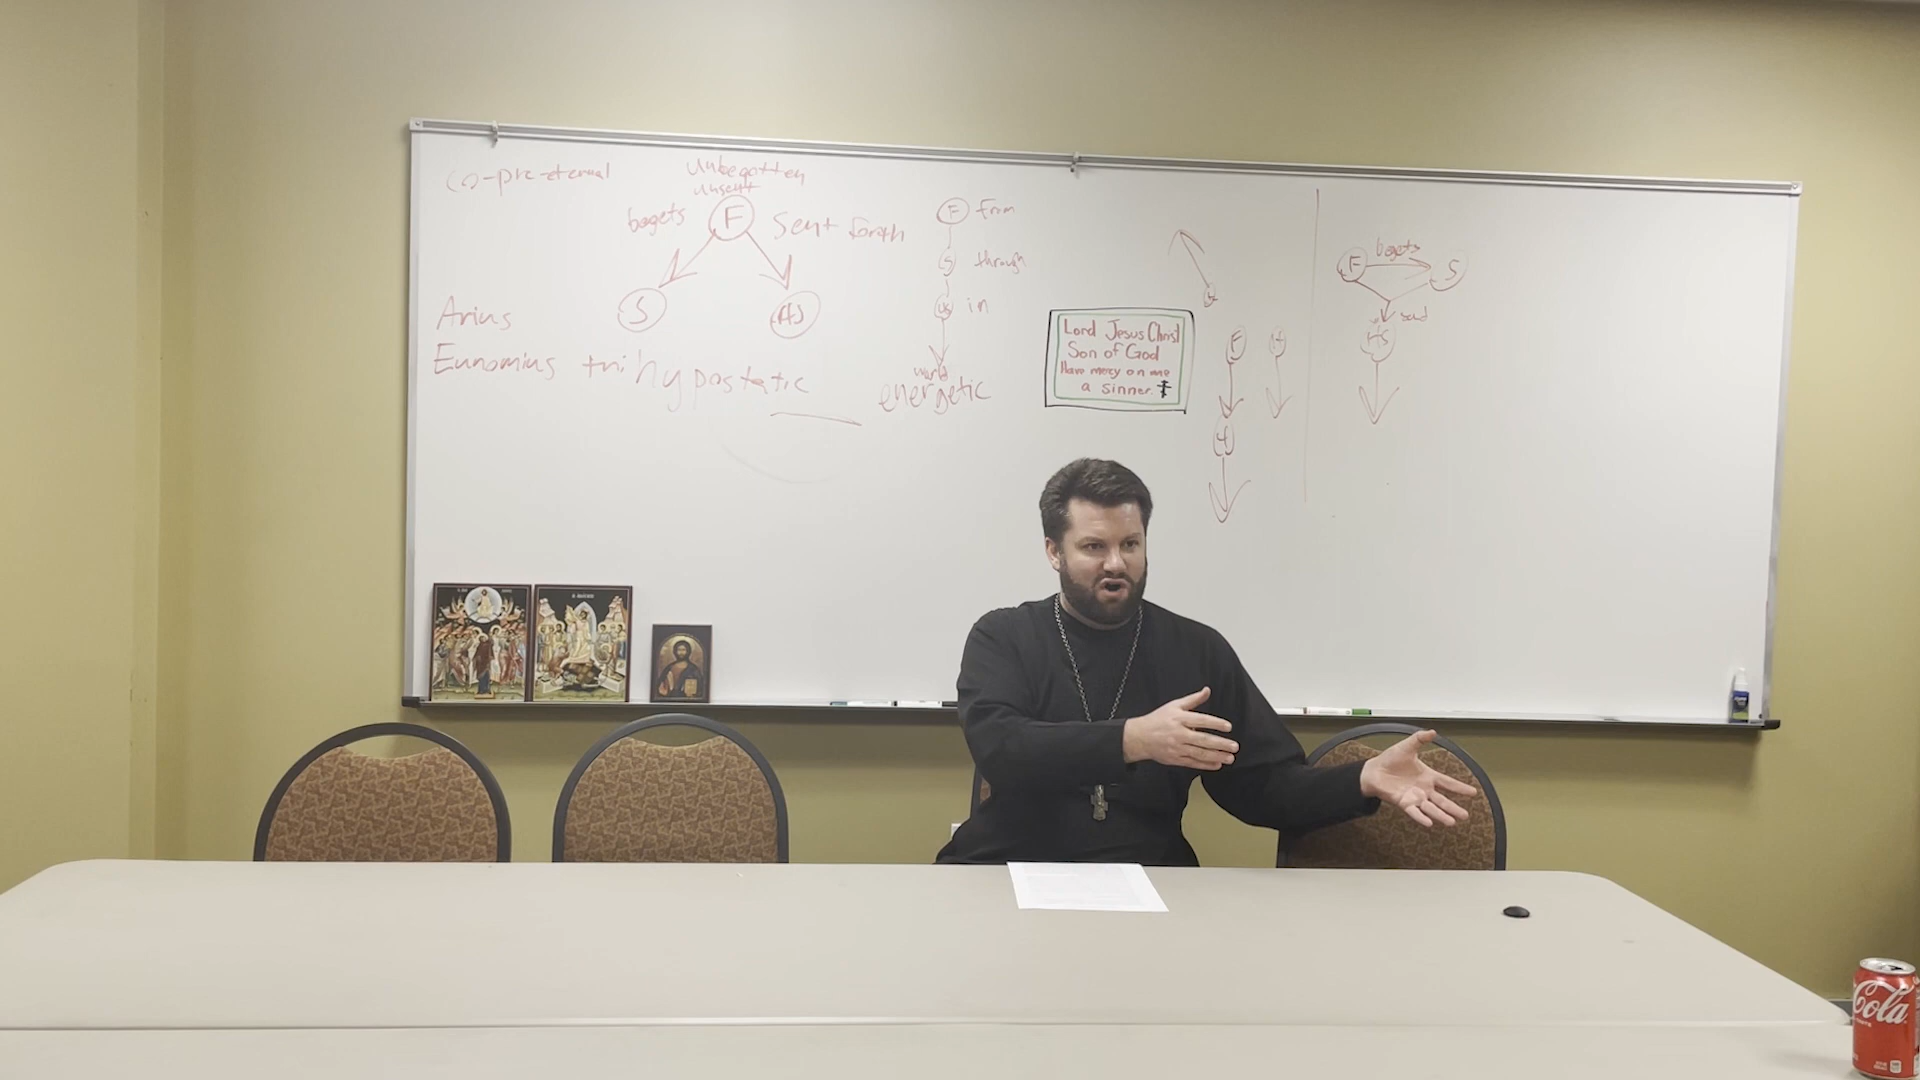 co-pre-eternal
Unbegotten
unsent
begets
F
sent forth
S
HS
Arius
Eunomius
tri hypostatic
F
from
S
through
HS
in
world
energetic
Lord Jesus Christ
Son of God
Have mercy on me
a sinner.
F
F
begets
S
HS
Cola